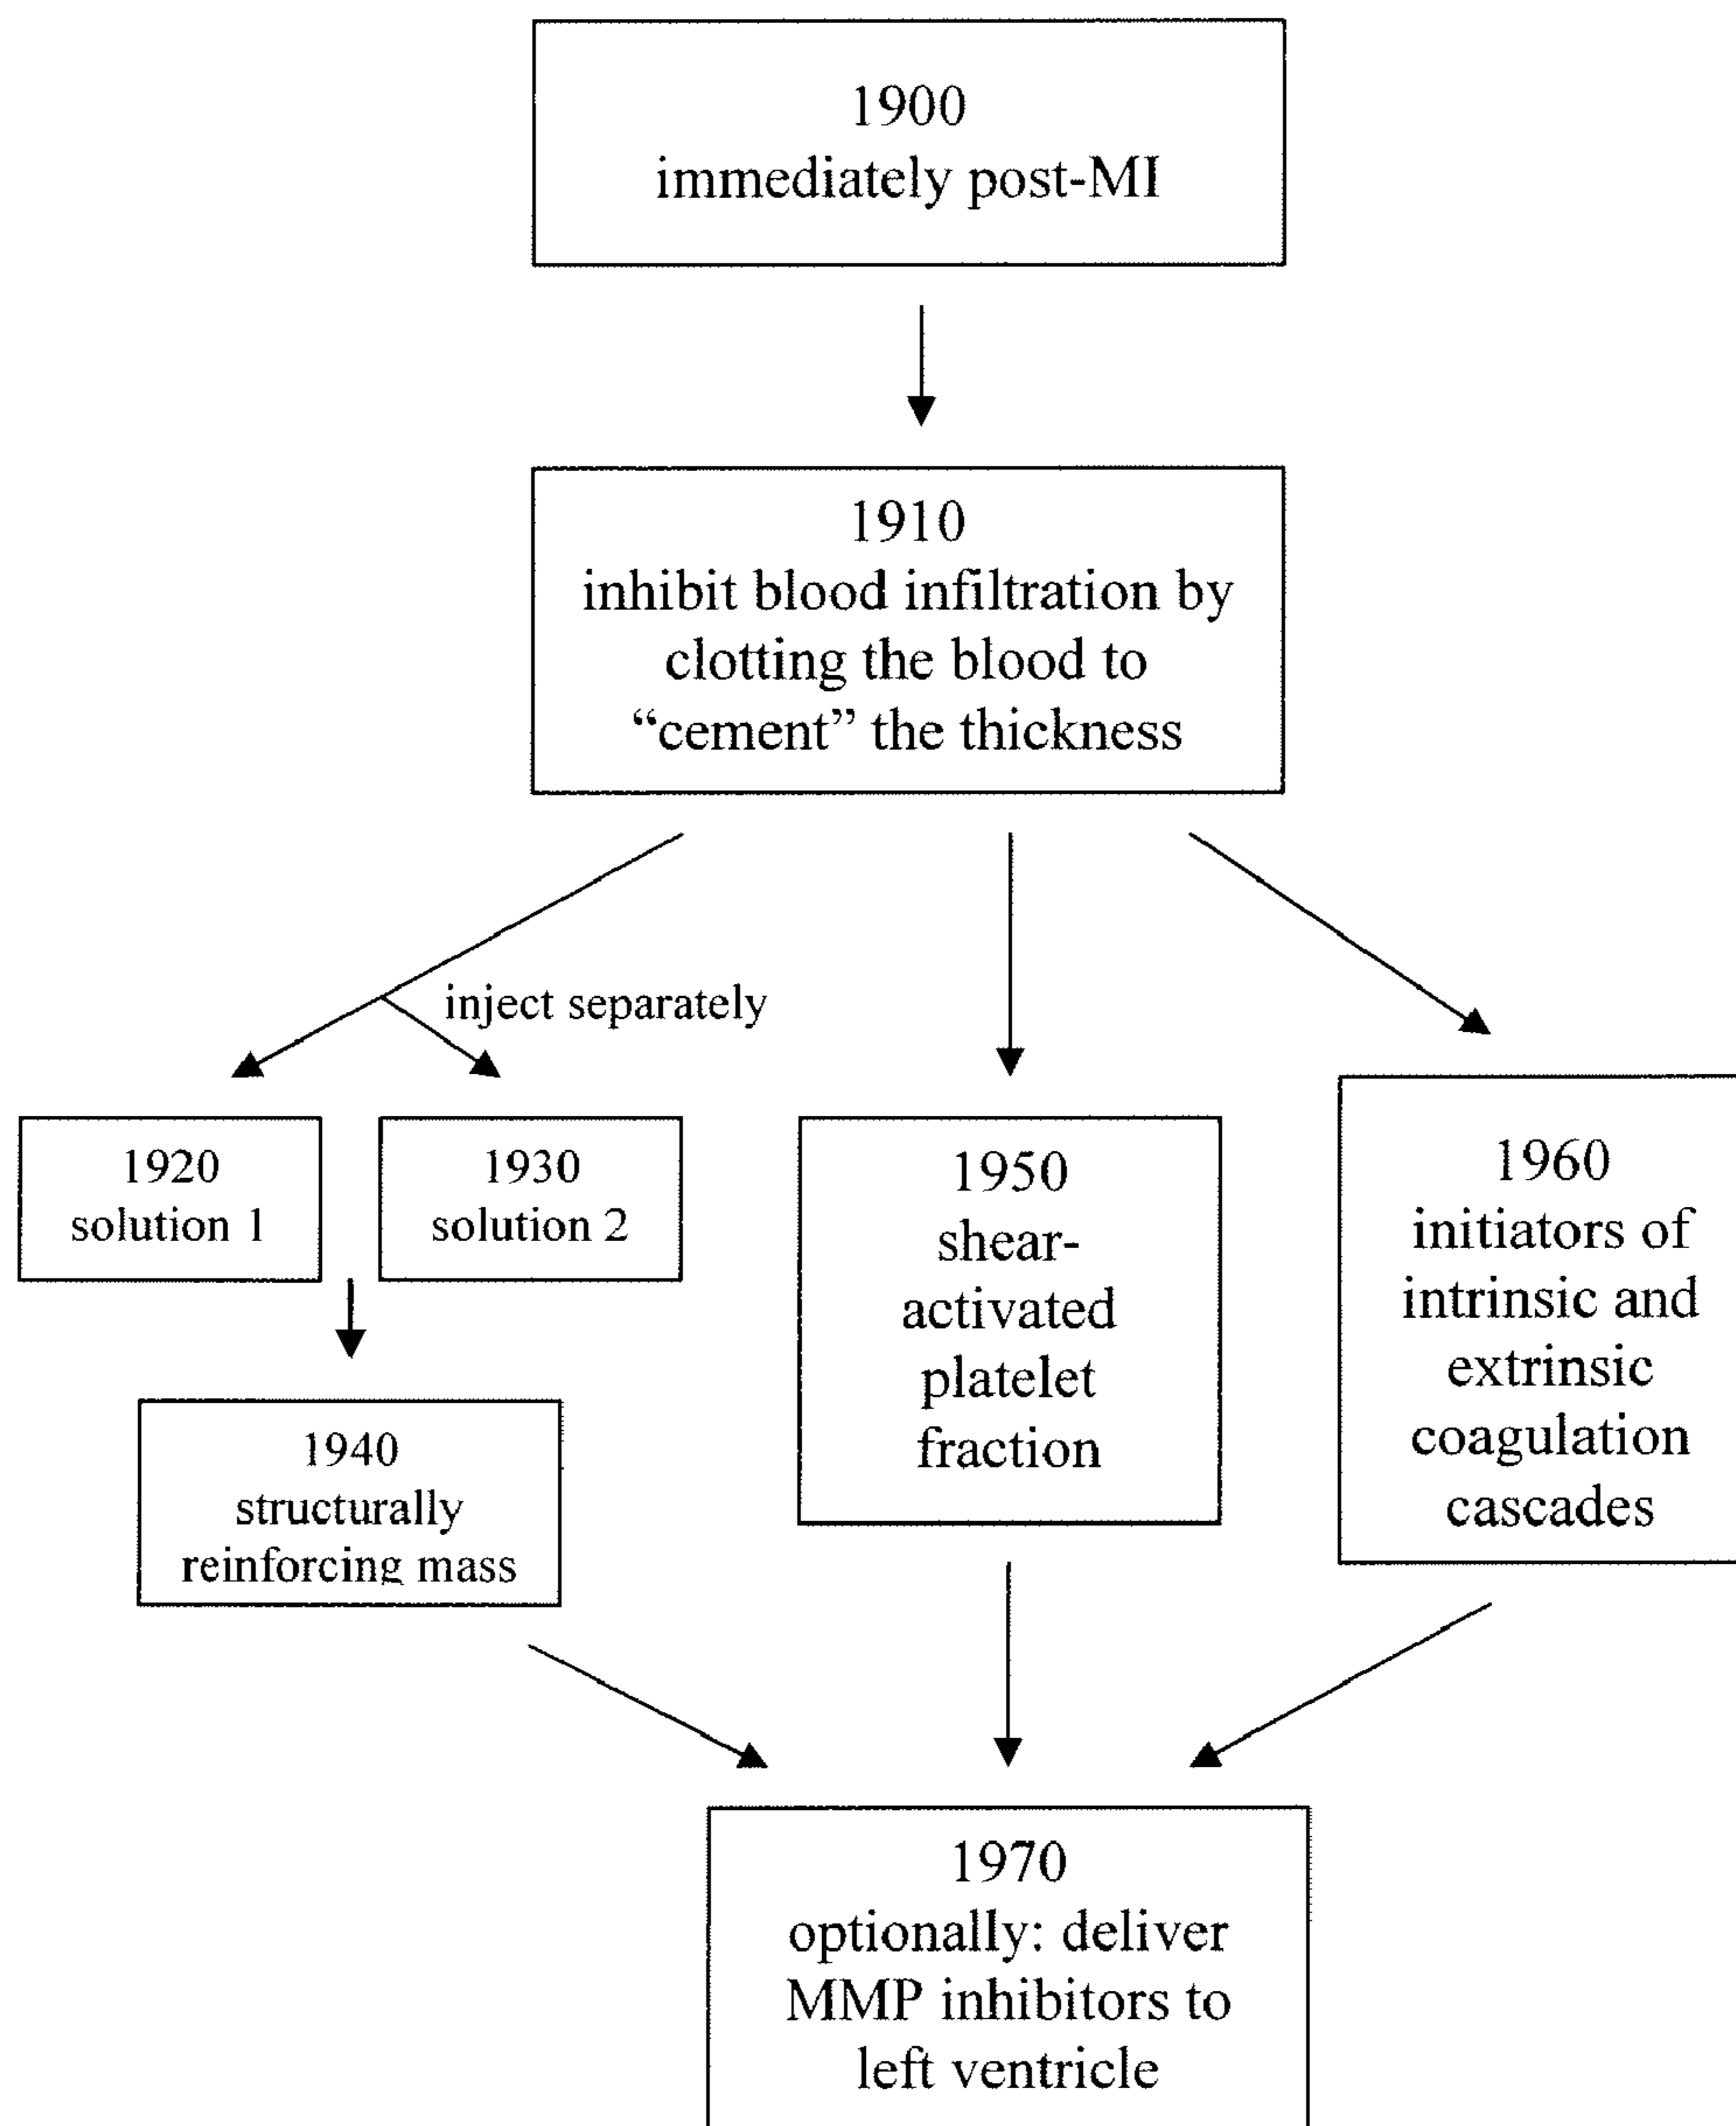 1900
immediately post-MI
1910
inhibit blood infiltration by
clotting the blood to
“cement” the thickness
inject separately
1920
solution 1
1930
solution 2
1940
structurally
reinforcing mass
1950
shear-
activated
platelet
fraction
1960
initiators of
intrinsic and
extrinsic
coagulation
cascades
1970
optionally: deliver
MMP inhibitors to
left ventricle